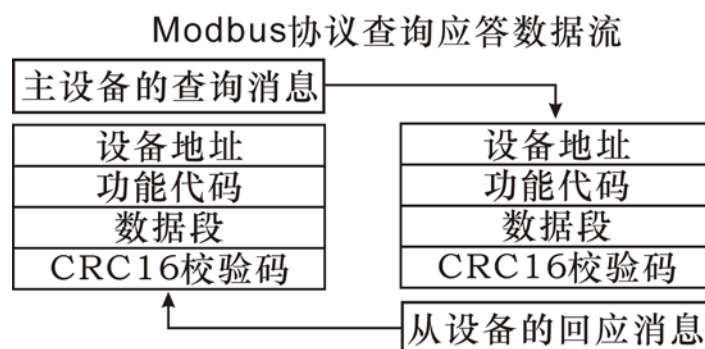 Modbus协议查询应答数据流
主设备的查询消息
设备地址
功能代码
数据段
CRC16校验码
设备地址
功能代码
数据段
CRC16校验码
从设备的回应消息